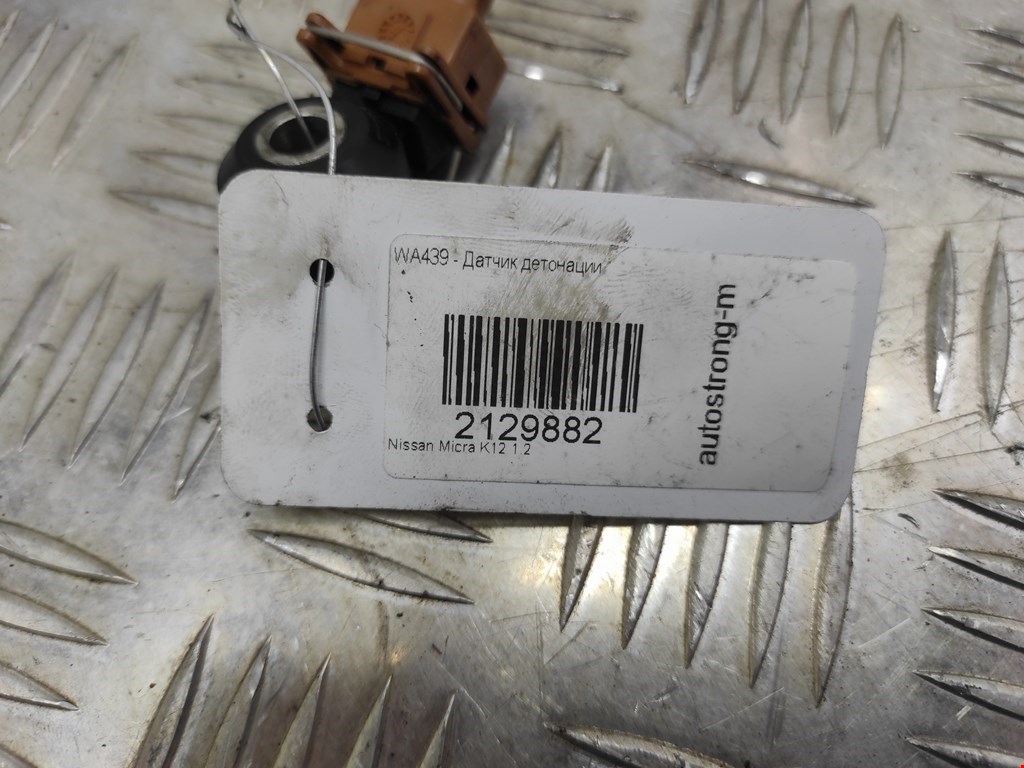 WA439 - Датчик детонации
2129882
Nissan Micra K12 1.2
autostrong-m